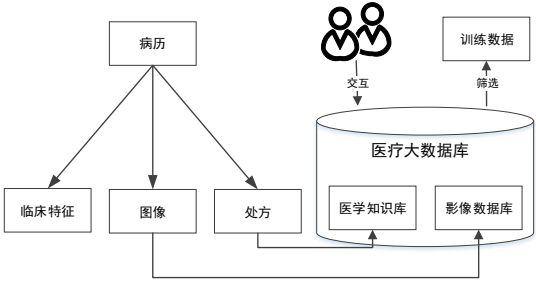 病历
训练数据
交互
筛选
医疗大数据库
临床特征
图像
处方
医学知识库
影像数据库